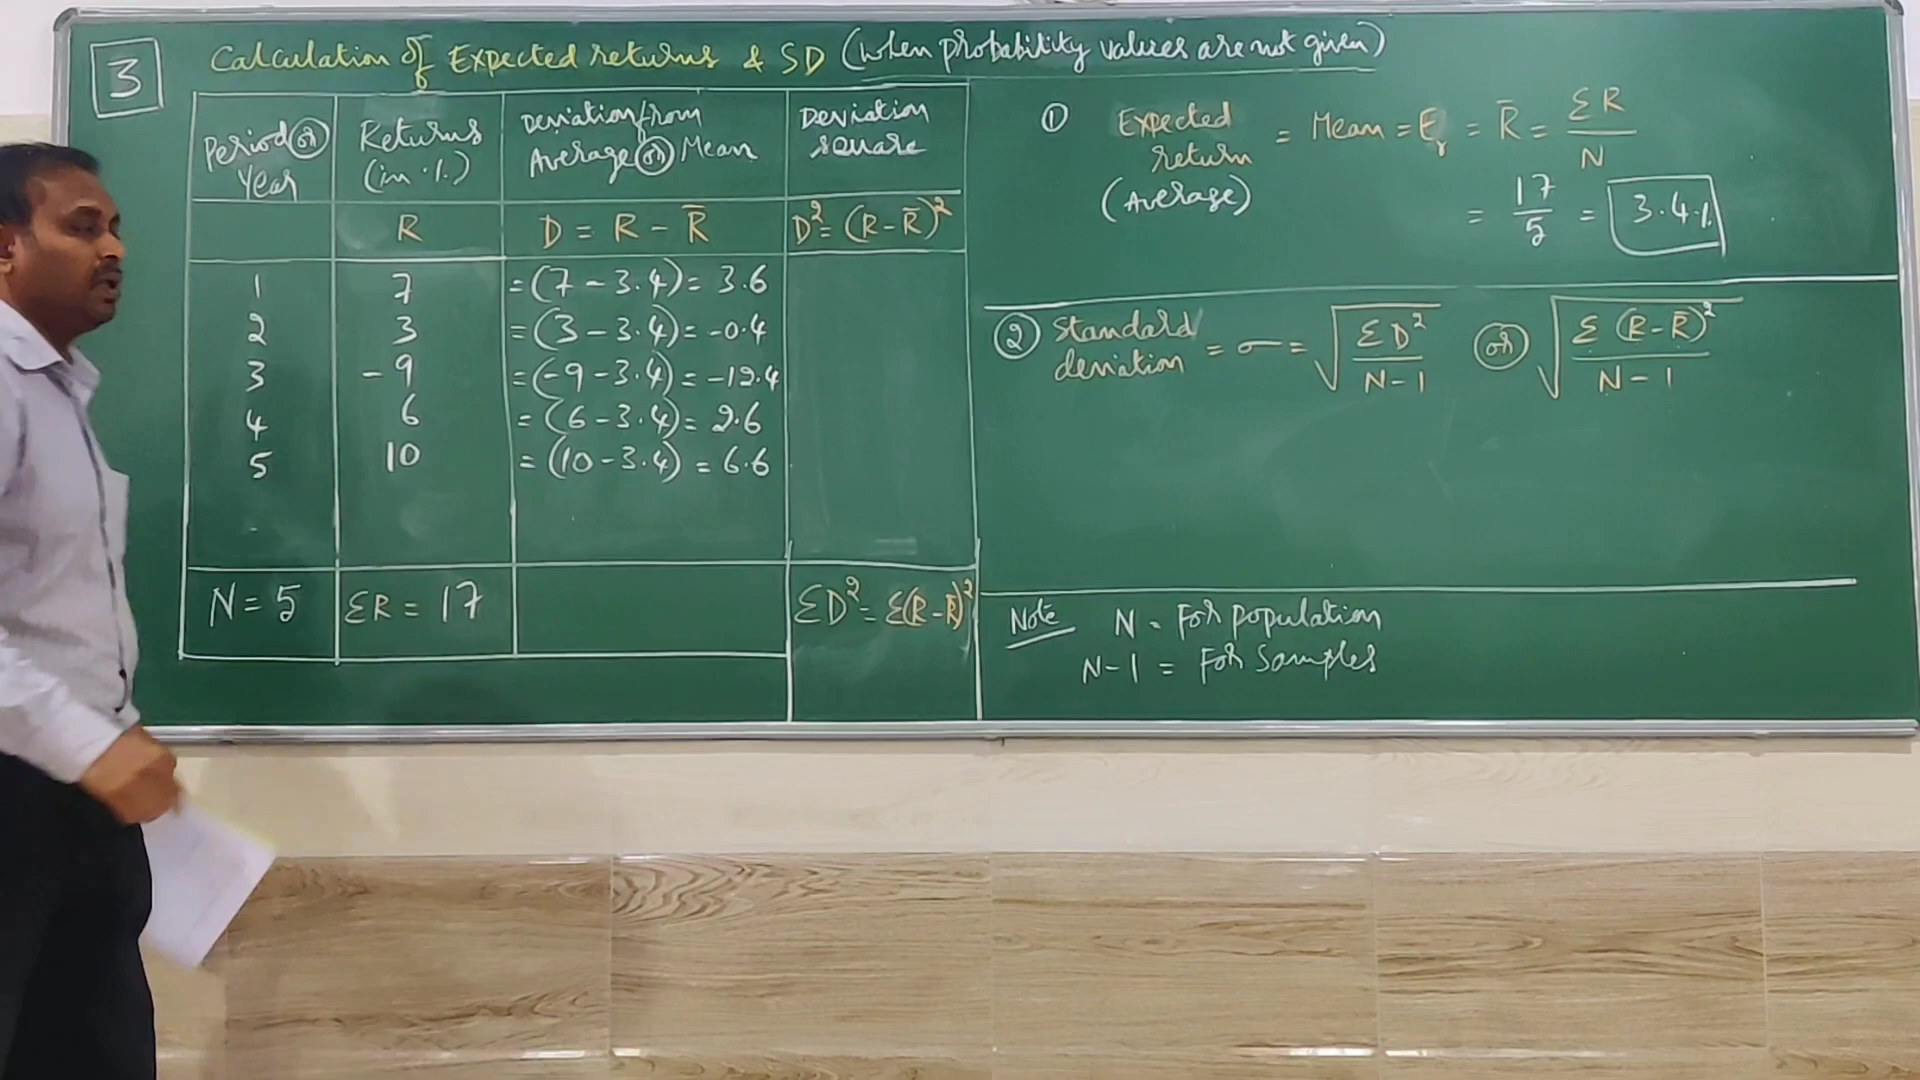 3
Calculation of Expected returns & SD (when probability values are not given)
Period or Year
Returns (in %)
Deviation from Average or Mean
Deviation square
R
D = R - R̄
D² = (R-R̄)²
1 7 = (7 - 3.4) = 3.6
2 3 = (3 - 3.4) = -0.4
3 -9 = (-9 - 3.4) = -12.4
4 6 = (6 - 3.4) = 2.6
5 10 = (10 - 3.4) = 6.6
N = 5 ΣR = 17 ΣD² = Σ(R-R̄)²
① Expected return (Average) = Mean = Eᵣ = R̄ = ΣR / N
= 17/5 = 3.4%
② Standard deviation = σ = √(ΣD² / N-1) or √(Σ(R-R̄)² / N-1)
Note N = For population
N-1 = For Samples